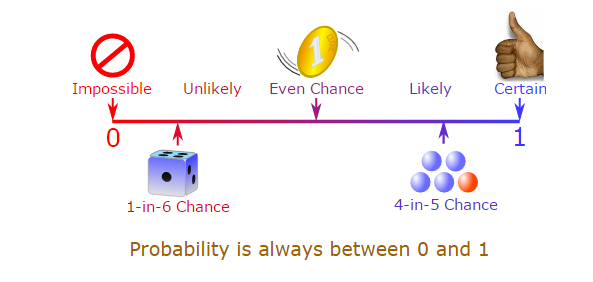 Impossible Unlikely Even Chance Likely Certain
0 1
1-in-6 Chance 4-in-5 Chance
Probability is always between 0 and 1